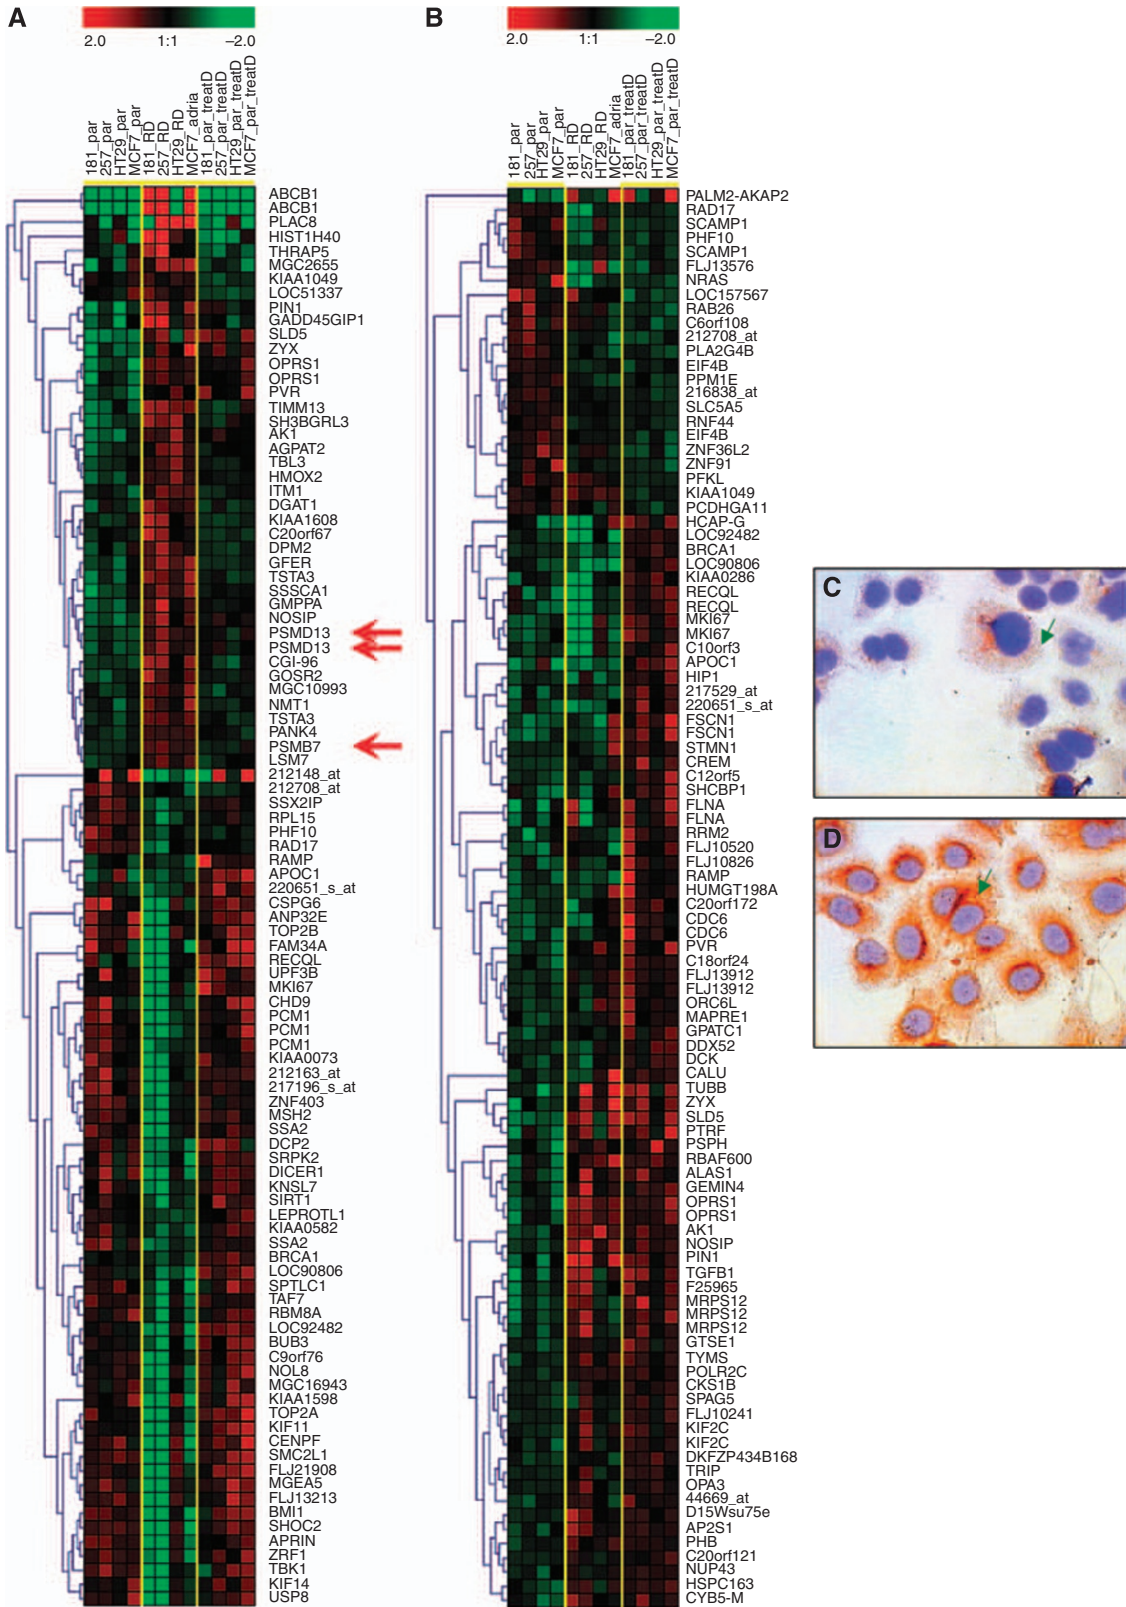 A
2.0 1:1 –2.0
181_par
257_par
HT29_par
MCF7_par
181_RD
257_RD
HT29_RD
MCF7_adria
181_par_treatD
257_par_treatD
HT29_par_treatD
MCF7_par_treatD
ABCB1
ABCB1
PLAC8
HIST1H40
THRAP5
MGC2655
KIAA1049
LOC51337
PIN1
GADD45GIP1
SLD5
ZYX
OPRS1
OPRS1
PVR
TIMM13
SH3BGRL3
AK1
AGPAT2
TBL3
HMOX2
ITM1
DGAT1
KIAA1608
C20orf67
DPM2
GFER
TSTA3
SSSCA1
GMPPA
NOSIP
PSMD13
PSMD13
CGI-96
GOSR2
MGC10993
NMT1
TSTA3
PANK4
PSMB7
LSM7
212148_at
212708_at
SSX2IP
RPL15
PHF10
RAD17
RAMP
APOC1
220651_s_at
CSPG6
ANP32E
TOP2B
FAM34A
RECQL
UPF3B
MKI67
CHD9
PCM1
PCM1
PCM1
KIAA0073
212163_at
217196_s_at
ZNF403
MSH2
SSA2
DCP2
SRPK2
DICER1
KNSL7
SIRT1
LEPROTL1
KIAA0582
SSA2
BRCA1
LOC90806
SPTLC1
TAF7
RBM8A
LOC92482
BUB3
C9orf76
NOL8
MGC16943
KIAA1598
TOP2A
KIF11
CENPF
SMC2L1
FLJ21908
MGEA5
FLJ13213
BMI1
SHOC2
APRIN
ZRF1
TBK1
KIF14
USP8
B
2.0 1:1 –2.0
181_par
257_par
HT29_par
MCF7_par
181_RD
257_RD
HT29_RD
MCF7_adria
181_par_treatD
257_par_treatD
HT29_par_treatD
MCF7_par_treatD
PALM2-AKAP2
RAD17
SCAMP1
PHF10
SCAMP1
FLJ13576
NRAS
LOC157567
RAB26
C6orf108
212708_at
PLA2G4B
EIF4B
PPM1E
216838_at
SLC5A5
RNF44
EIF4B
ZNF36L2
ZNF91
PFKL
KIAA1049
PCDHGA11
HCAP-G
LOC92482
BRCA1
LOC90806
KIAA0286
RECQL
RECQL
MKI67
MKI67
C10orf3
APOC1
HIP1
217529_at
220651_s_at
FSCN1
FSCN1
STMN1
CREM
C12orf5
SHCBP1
FLNA
FLNA
RRM2
FLJ10520
FLJ10826
RAMP
HUMGT198A
C20orf172
CDC6
CDC6
PVR
C18orf24
FLJ13912
FLJ13912
ORC6L
MAPRE1
GPATC1
DDX52
DCK
CALU
TUBB
ZYX
SLD5
PTRF
PSPH
RBAF600
ALAS1
GEMIN4
OPRS1
OPRS1
AK1
NOSIP
PIN1
TGFB1
F25965
MRPS12
MRPS12
MRPS12
GTSE1
TYMS
POLR2C
CKS1B
SPAG5
FLJ10241
KIF2C
KIF2C
DKFZP434B168
TRIP
OPA3
44669_at
D15Wsu75e
AP2S1
PHB
C20orf121
NUP43
HSPC163
CYB5-M
C
D